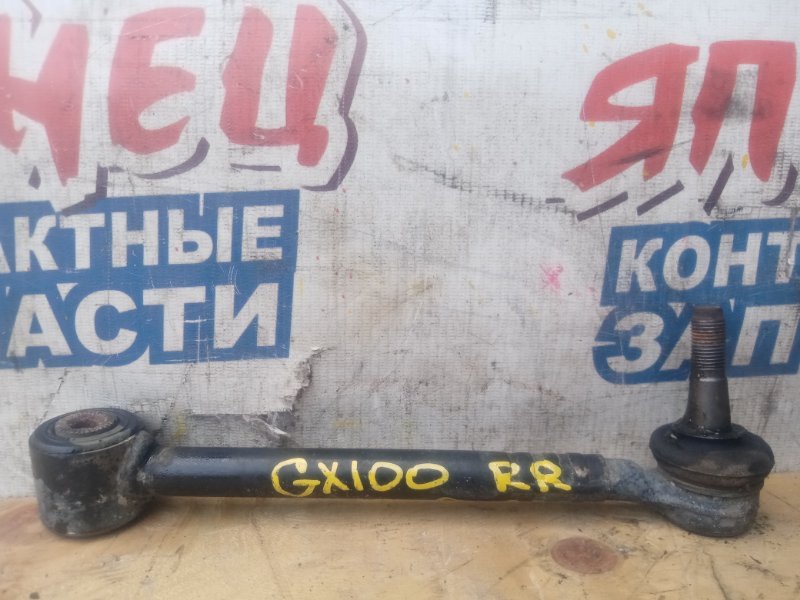 НЕЦ
АКТНЫЕ
АСТИ
ЯП
КОНТ
ЗАП
GX100 RR